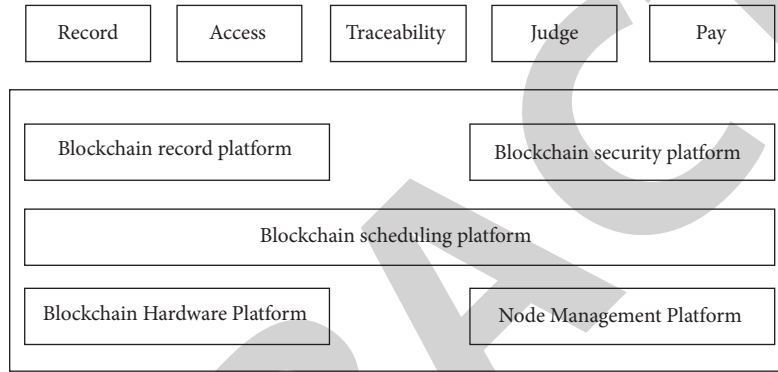 Record
Access
Traceability
Judge
Pay
Blockchain record platform
Blockchain security platform
Blockchain scheduling platform
Blockchain Hardware Platform
Node Management Platform